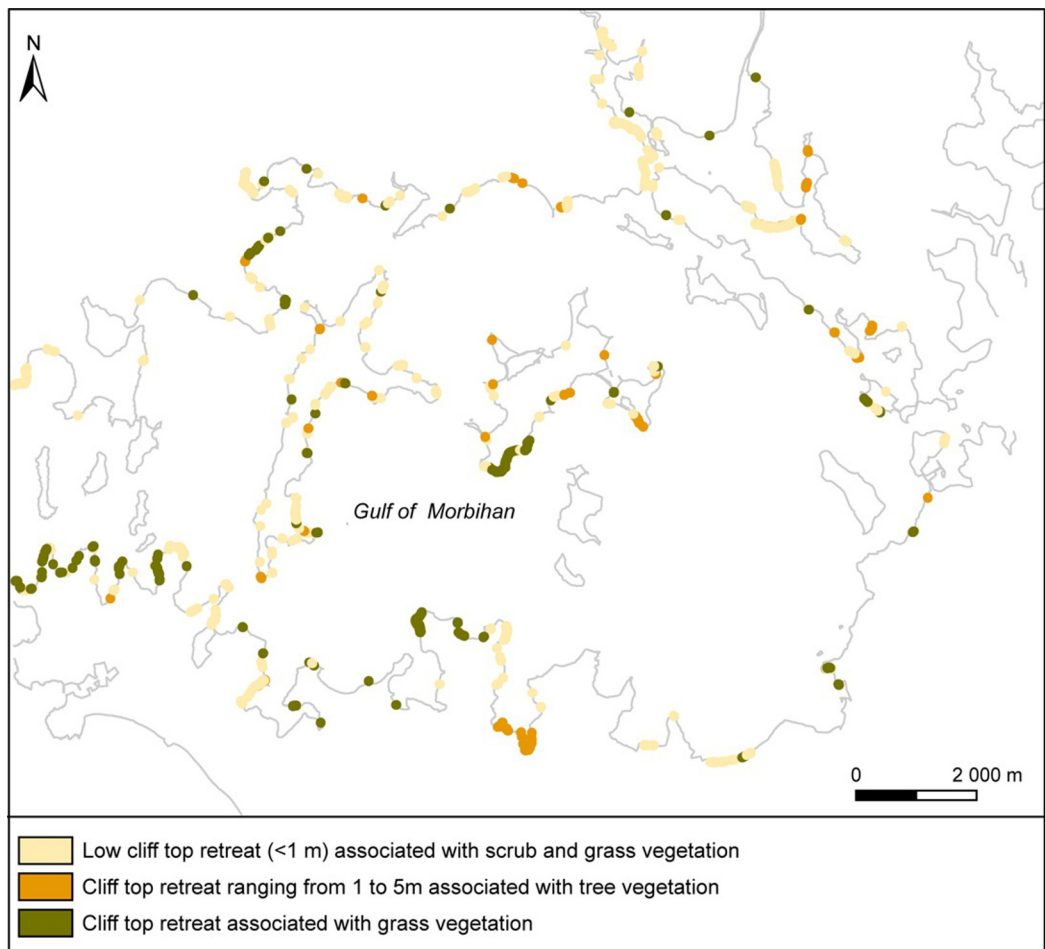 N
Gulf of Morbihan
0 2 000 m
Low cliff top retreat (<1 m) associated with scrub and grass vegetation
Cliff top retreat ranging from 1 to 5m associated with tree vegetation
Cliff top retreat associated with grass vegetation